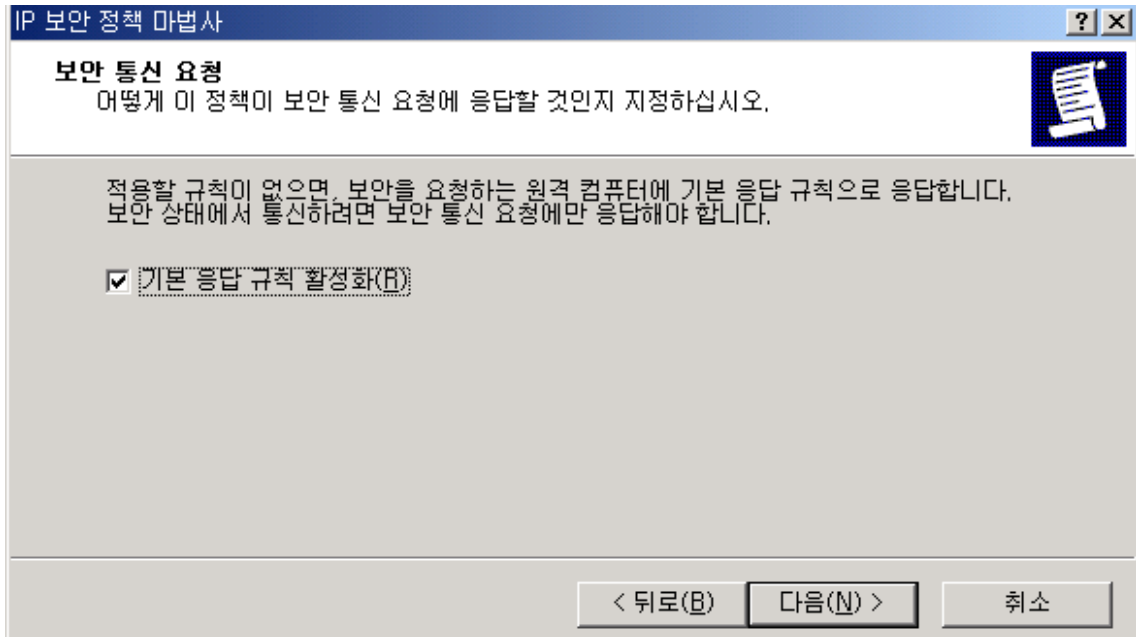 IP 보안 정책 마법사
보안 통신 요청
어떻게 이 정책이 보안 통신 요청에 응답할 것인지 지정하십시오.
적용할 규칙이 없으면, 보안을 요청하는 원격 컴퓨터에 기본 응답 규칙으로 응답합니다.
보안 상태에서 통신하려면 보안 통신 요청에만 응답해야 합니다.
기본 응답 규칙 활성화(R)
< 뒤로(B) 다음(N) > 취소